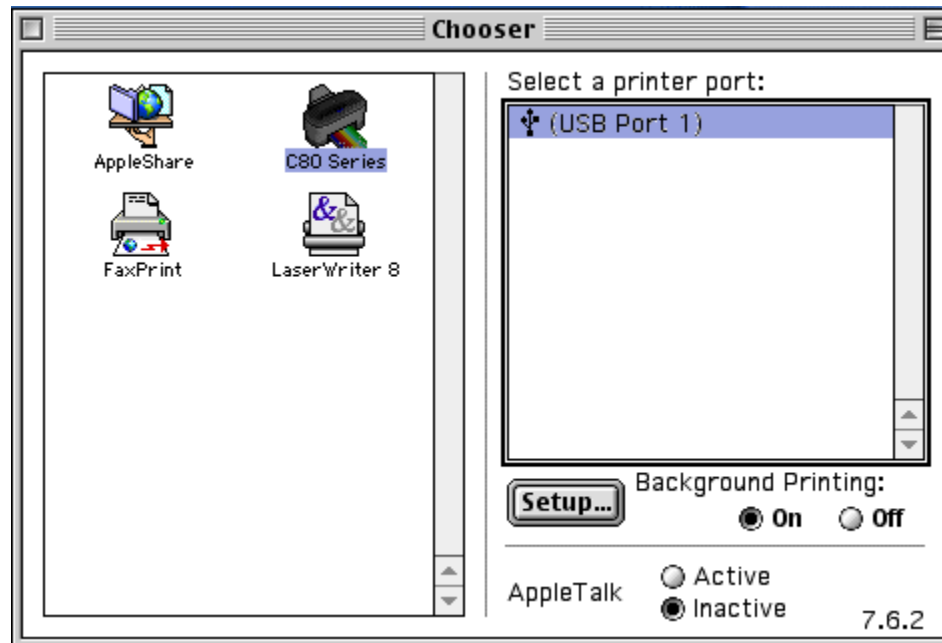 Chooser
AppleShare
C80 Series
FaxPrint
LaserWriter 8
Select a printer port:
(USB Port 1)
Setup...
Background Printing:
On
Off
AppleTalk
Active
Inactive
7.6.2